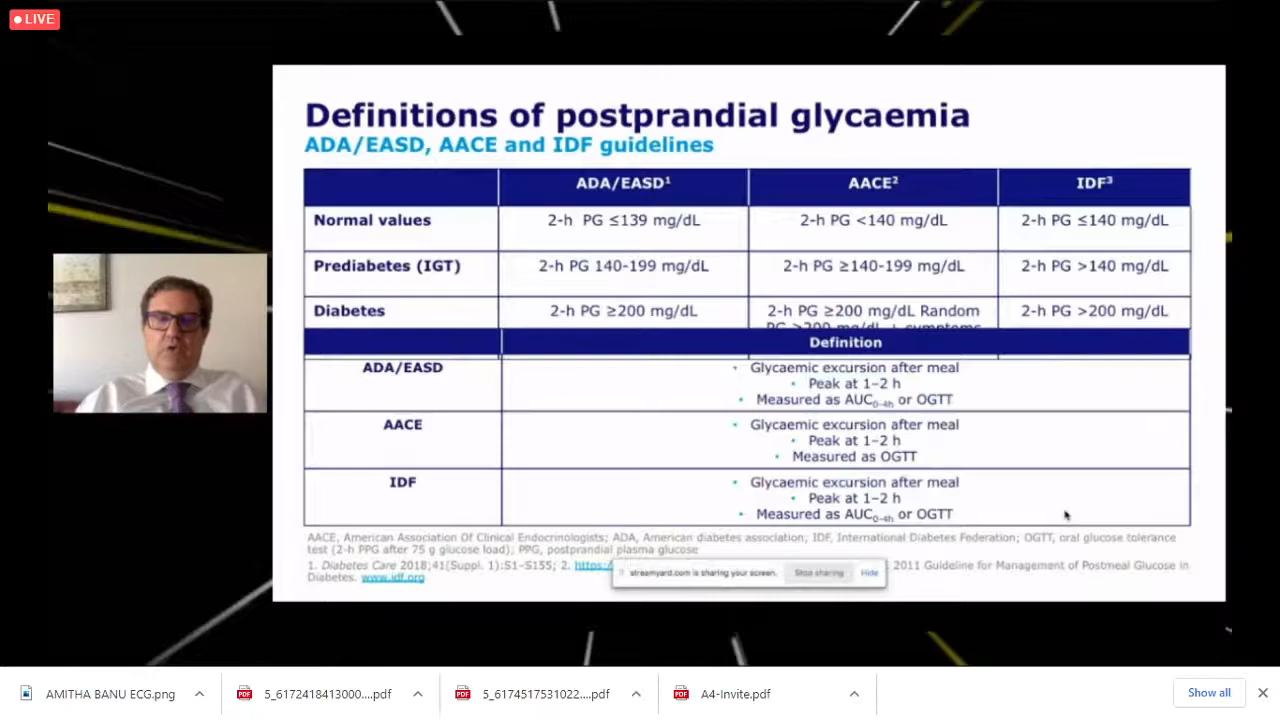 LIVE
Definitions of postprandial glycaemia
ADA/EASD, AACE and IDF guidelines
ADA/EASD¹ AACE² IDF³
Normal values 2-h PG ≤139 mg/dL 2-h PG <140 mg/dL 2-h PG ≤140 mg/dL
Prediabetes (IGT) 2-h PG 140-199 mg/dL 2-h PG ≥140-199 mg/dL 2-h PG >140 mg/dL
Diabetes 2-h PG ≥200 mg/dL 2-h PG ≥200 mg/dL Random 2-h PG >200 mg/dL
mg/dL + symptoms
Definition
ADA/EASD • Glycaemic excursion after meal
• Peak at 1–2 h
• Measured as AUC₀₋₄ₕ or OGTT
AACE • Glycaemic excursion after meal
• Peak at 1–2 h
• Measured as OGTT
IDF • Glycaemic excursion after meal
• Peak at 1–2 h
• Measured as AUC₀₋₄ₕ or OGTT
AACE, American Association Of Clinical Endocrinologists; ADA, American diabetes association; IDF, International Diabetes Federation; OGTT, oral glucose tolerance
test (2-h PPG after 75 g glucose load); PPG, postprandial plasma glucose
1. Diabetes Care 2018;41(Suppl. 1):S1–S155; 2. https:/ 2011 Guideline for Management of Postmeal Glucose in
Diabetes. www.idf.org
streamyard.com is sharing your screen. Stop sharing Hide
AMITHA BANU ECG.png 5_6172418413000....pdf 5_6174517531022....pdf A4-Invite.pdf Show all